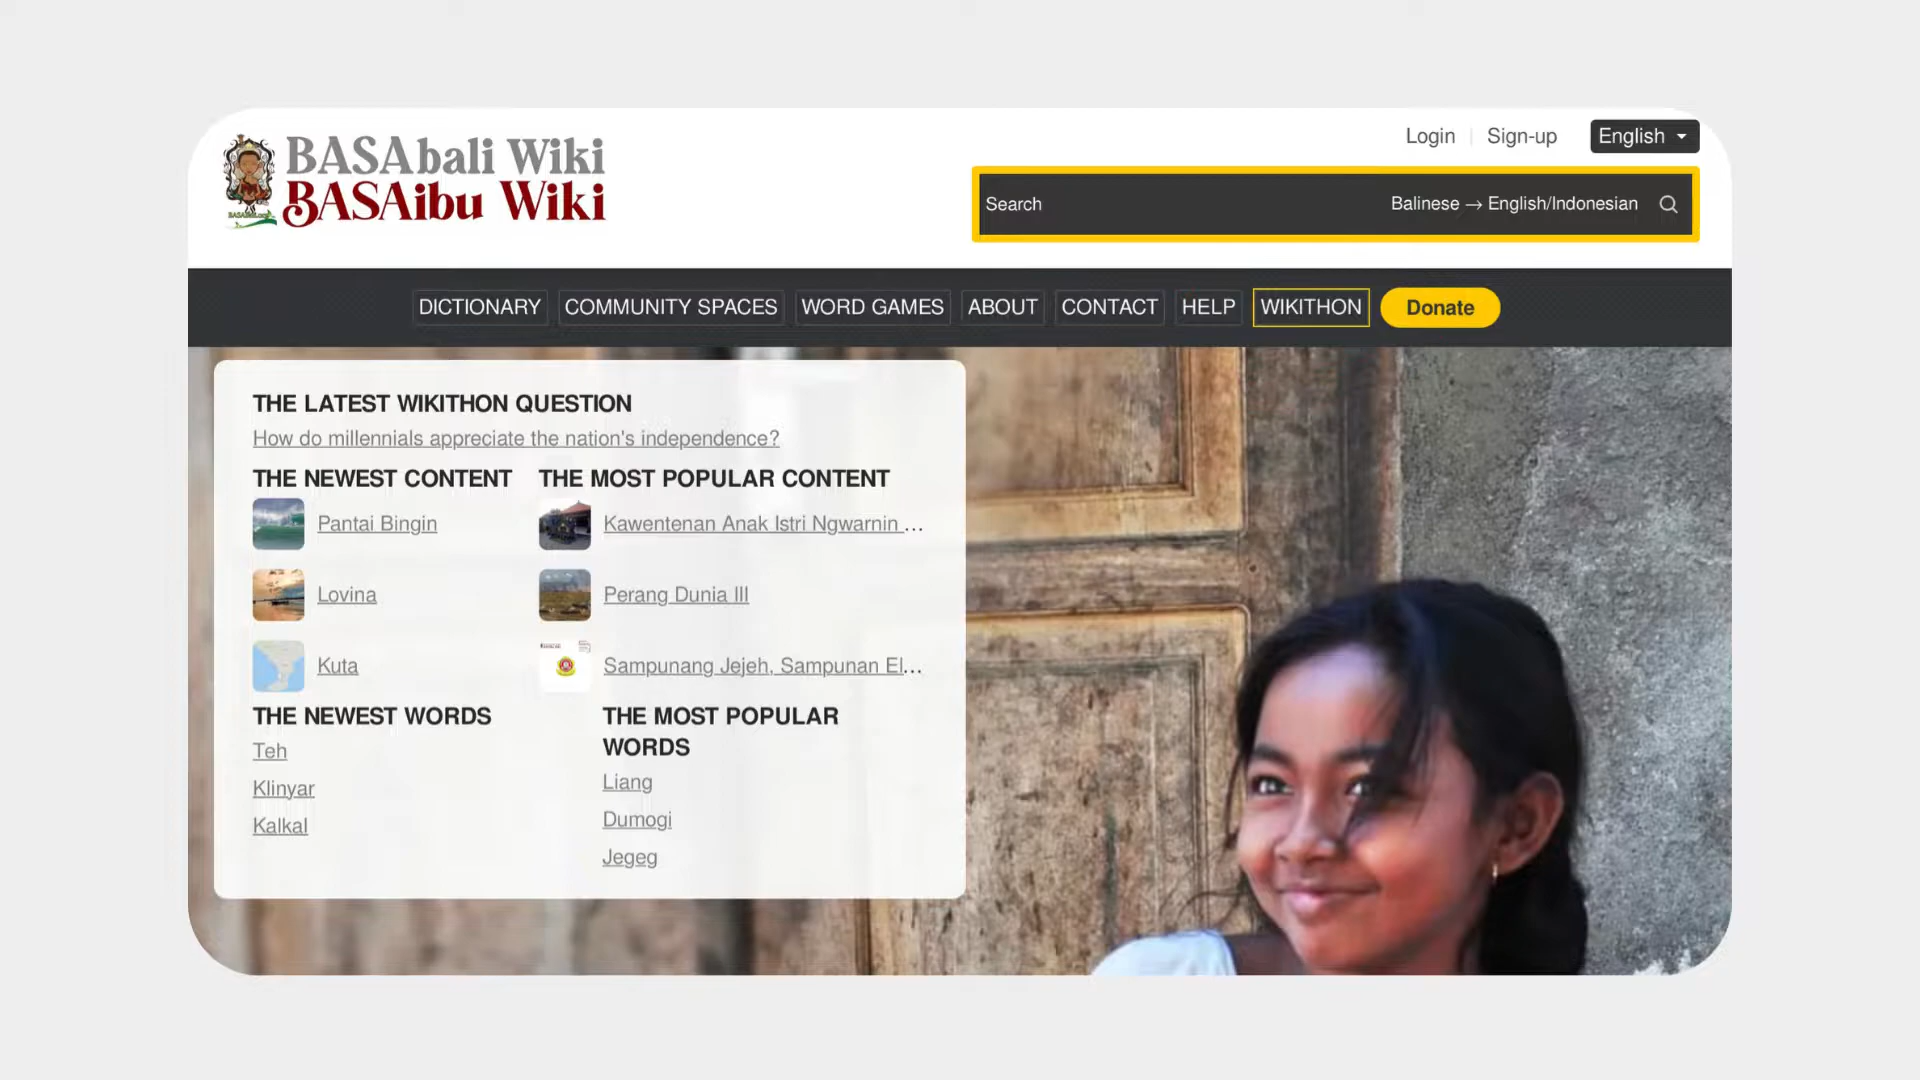 BASAbali Wiki
BASAibu Wiki
Login
Sign-up
English
Search
Balinese → English/Indonesian
DICTIONARY
COMMUNITY SPACES
WORD GAMES
ABOUT
CONTACT
HELP
WIKITHON
Donate
THE LATEST WIKITHON QUESTION
How do millennials appreciate the nation's independence?
THE NEWEST CONTENT
Pantai Bingin
Lovina
Kuta
THE MOST POPULAR CONTENT
Kawentenan Anak Istri Ngwarnin ...
Perang Dunia III
Sampunang Jejeh, Sampunan El...
THE NEWEST WORDS
Teh
Klinyar
Kalkal
THE MOST POPULAR
WORDS
Liang
Dumogi
Jegeg